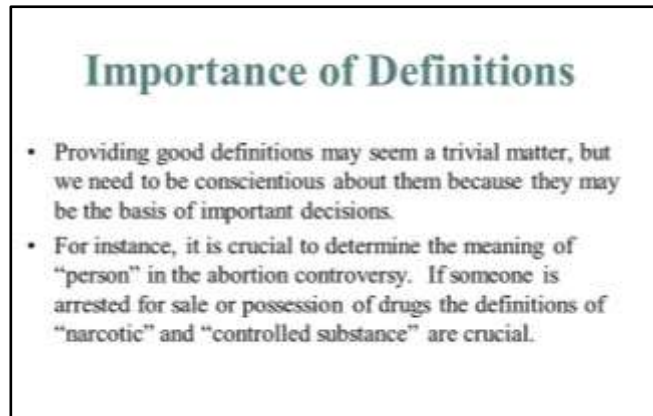 Importance of Definitions
• Providing good definitions may seem a trivial matter, but
we need to be conscientious about them because they may
be the basis of important decisions.
• For instance, it is crucial to determine the meaning of
“person” in the abortion controversy.  If someone is
arrested for sale or possession of drugs the definitions of
“narcotic” and “controlled substance” are crucial.